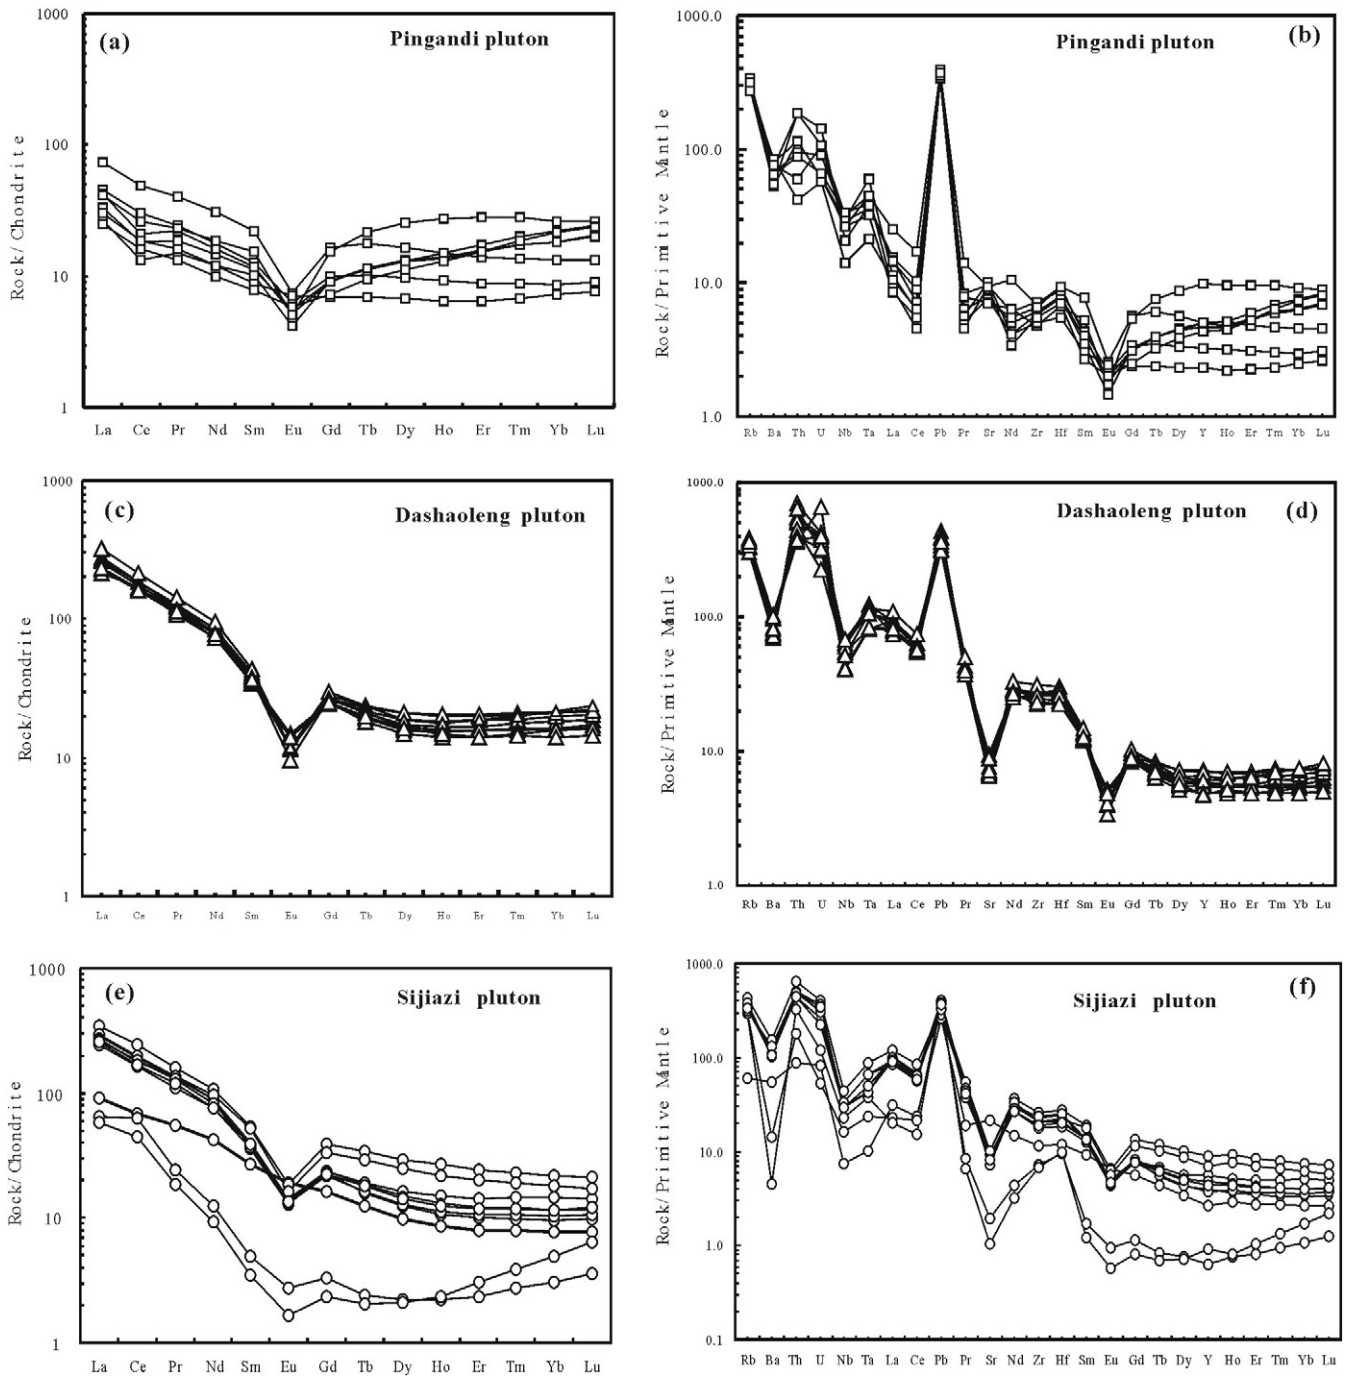 (a) Pingandi pluton
Rock/Chondrite
1000
100
10
1
La Ce Pr Nd Sm Eu Gd Tb Dy Ho Er Tm Yb Lu
(b) Pingandi pluton
Rock/Primitive Mantle
1000.0
100.0
10.0
1.0
Rb Ba Th U Nb Ta La Ce Pb Pr Sr Nd Zr Hf Sm Eu Gd Tb Dy Y Ho Er Tm Yb Lu
(c) Dashaoleng pluton
Rock/Chondrite
1000
100
10
1
La Ce Pr Nd Sm Eu Gd Tb Dy Ho Er Tm Yb Lu
(d) Dashaoleng pluton
Rock/Primitive Mantle
1000.0
100.0
10.0
1.0
Rb Ba Th U Nb Ta La Ce Pb Pr Sr Nd Zr Hf Sm Eu Gd Tb Dy Y Ho Er Tm Yb Lu
(e) Sijiazi pluton
Rock/Chondrite
1000
100
10
1
La Ce Pr Nd Sm Eu Gd Tb Dy Ho Er Tm Yb Lu
(f) Sijiazi pluton
Rock/Primitive Mantle
1000.0
100.0
10.0
1.0
0.1
Rb Ba Th U Nb Ta La Ce Pb Pr Sr Nd Zr Hf Sm Eu Gd Tb Dy Y Ho Er Tm Yb Lu